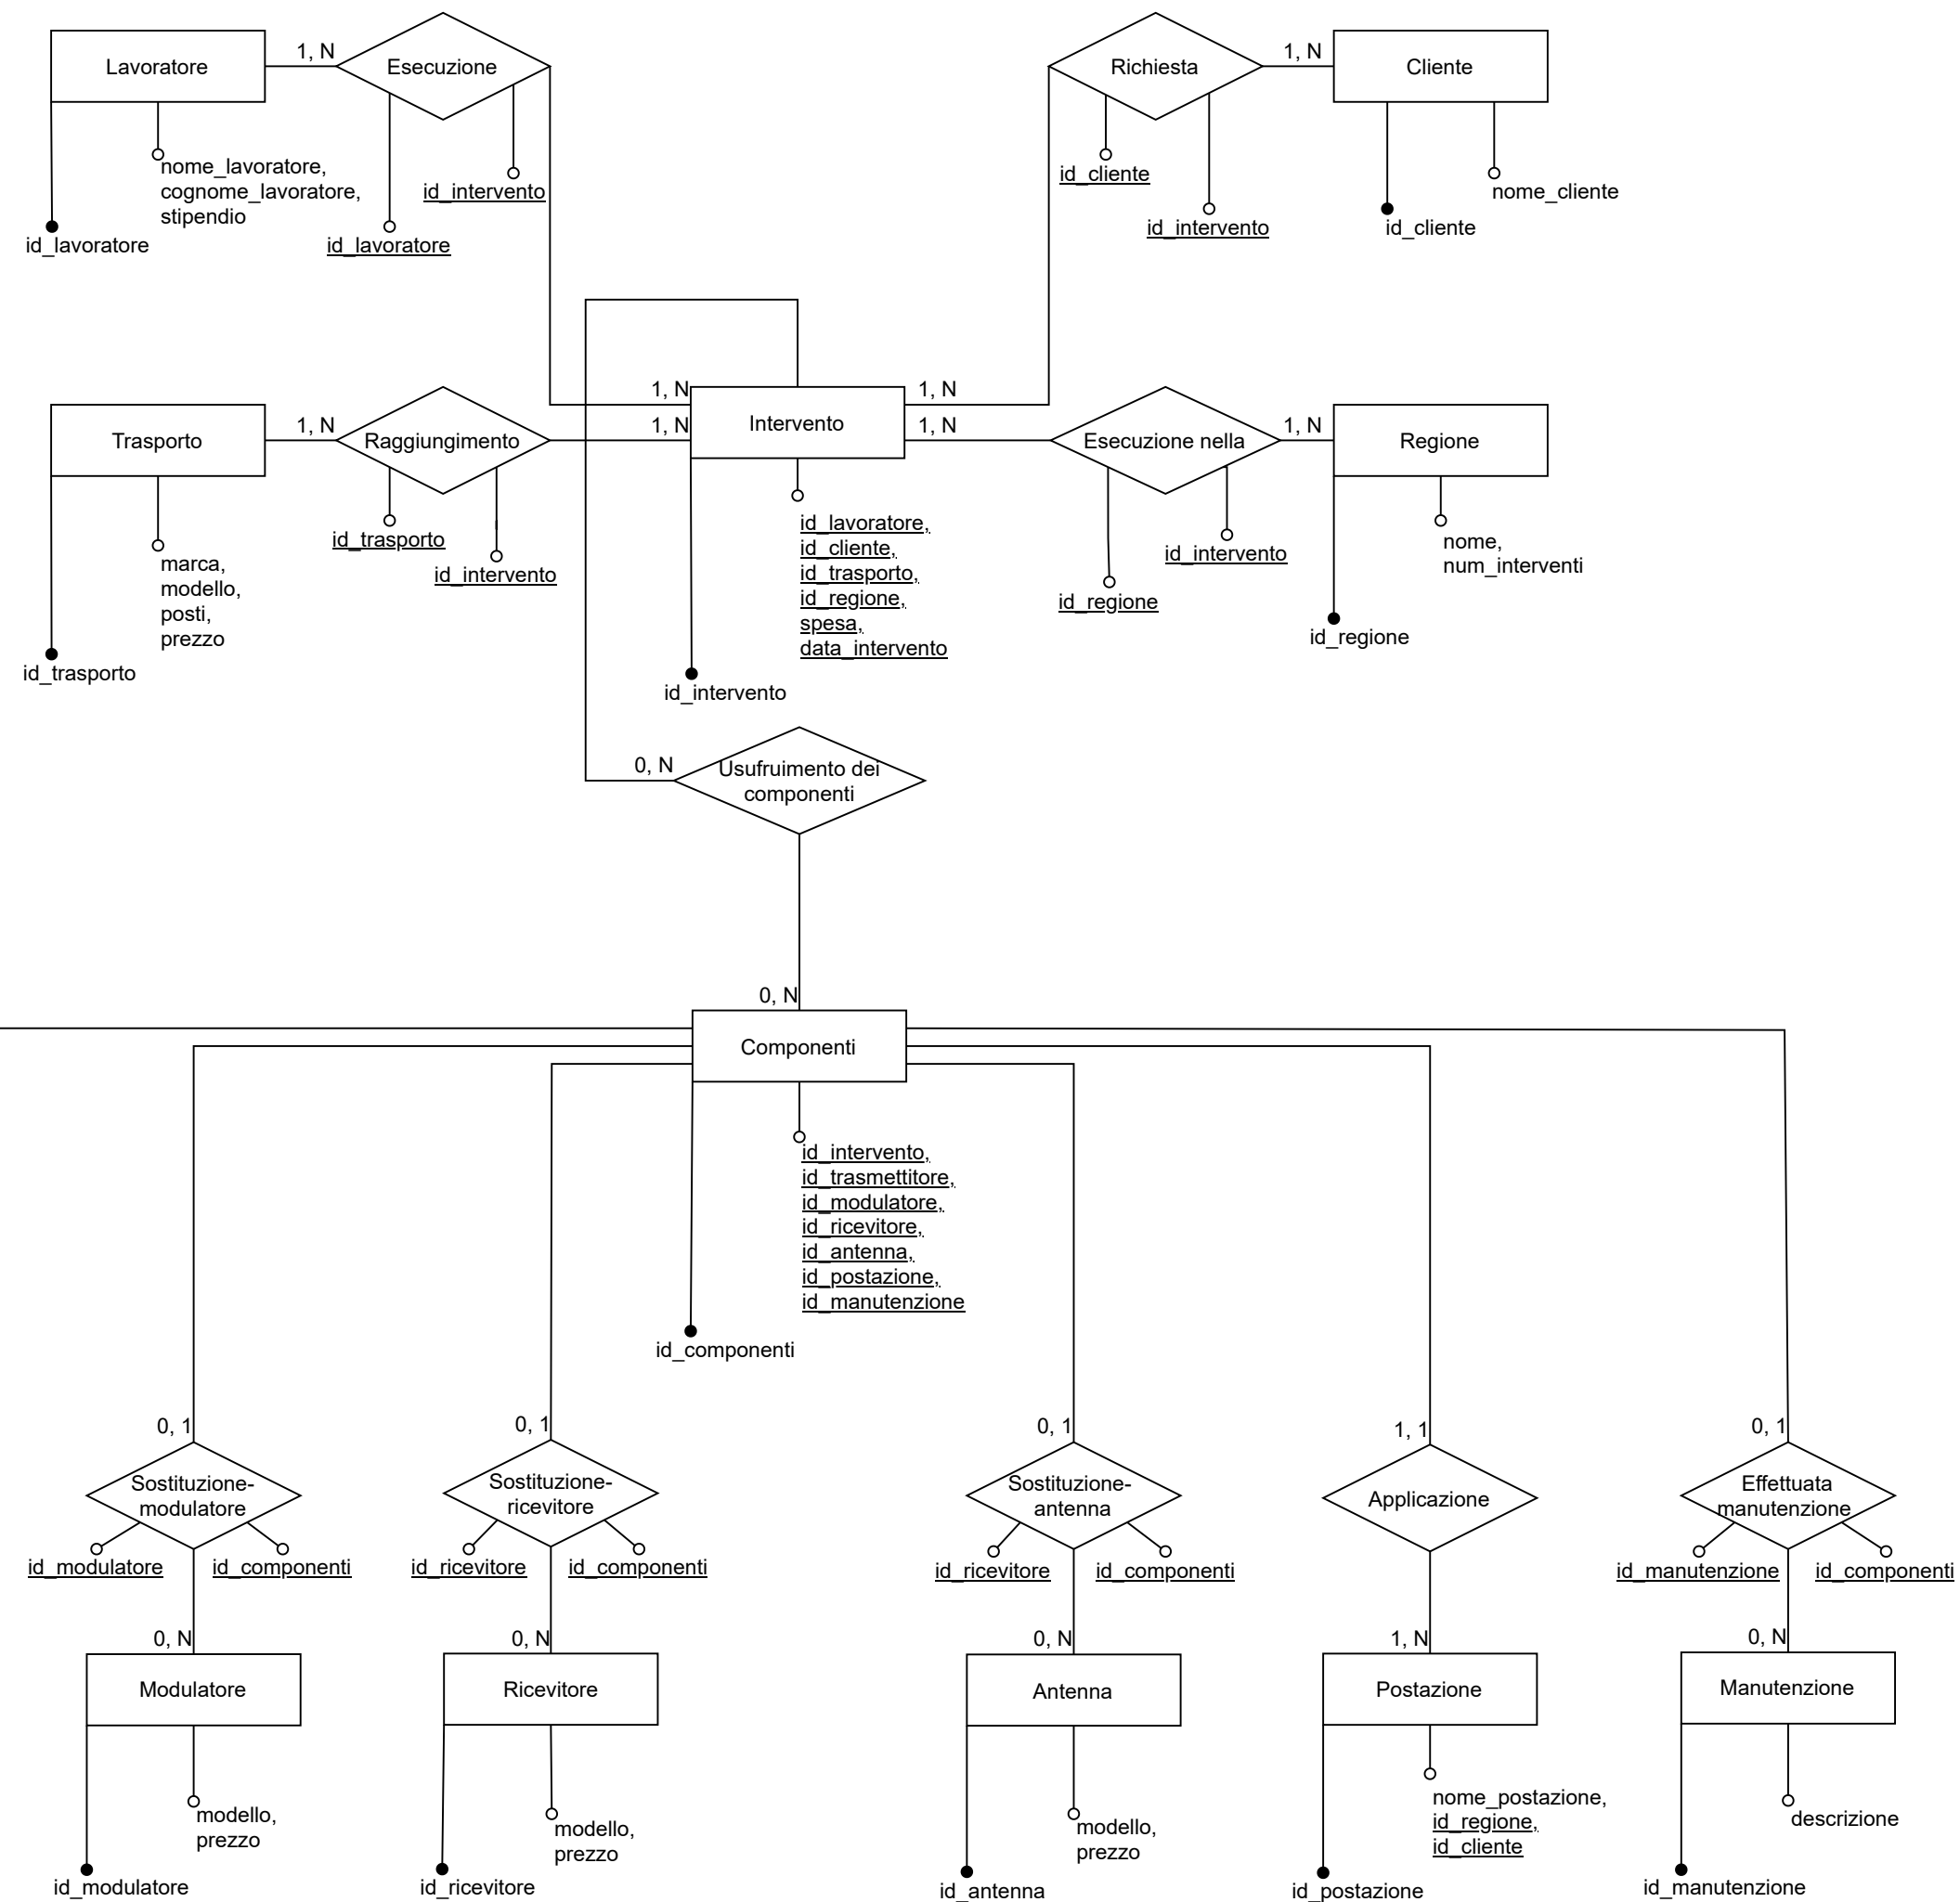 Lavoratore
1, N
Esecuzione
nome_lavoratore,
cognome_lavoratore,
stipendio
id_lavoratore
id_lavoratore
id_intervento
Richiesta
1, N
Cliente
id_cliente
id_intervento
id_cliente
nome_cliente
Trasporto
1, N
Raggiungimento
1, N
1, N
Intervento
1, N
1, N
Esecuzione nella
1, N
Regione
id_trasporto
id_intervento
marca,
modello,
posti,
prezzo
id_trasporto
id_lavoratore,
id_cliente,
id_trasporto,
id_regione,
spesa,
data_intervento
id_intervento
id_regione
id_intervento
nome,
num_interventi
id_regione
0, N
Usufruimento dei
componenti
0, N
Componenti
id_intervento,
id_trasmettitore,
id_modulatore,
id_ricevitore,
id_antenna,
id_postazione,
id_manutenzione
id_componenti
0, 1
Sostituzione-
modulatore
id_modulatore
id_componenti
0, N
Modulatore
modello,
prezzo
id_modulatore
0, 1
Sostituzione-
ricevitore
id_ricevitore
id_componenti
0, N
Ricevitore
modello,
prezzo
id_ricevitore
0, 1
Sostituzione-
antenna
id_ricevitore
id_componenti
0, N
Antenna
modello,
prezzo
id_antenna
1, 1
Applicazione
1, N
Postazione
nome_postazione,
id_regione,
id_cliente
id_postazione
0, 1
Effettuata
manutenzione
id_manutenzione
id_componenti
0, N
Manutenzione
descrizione
id_manutenzione